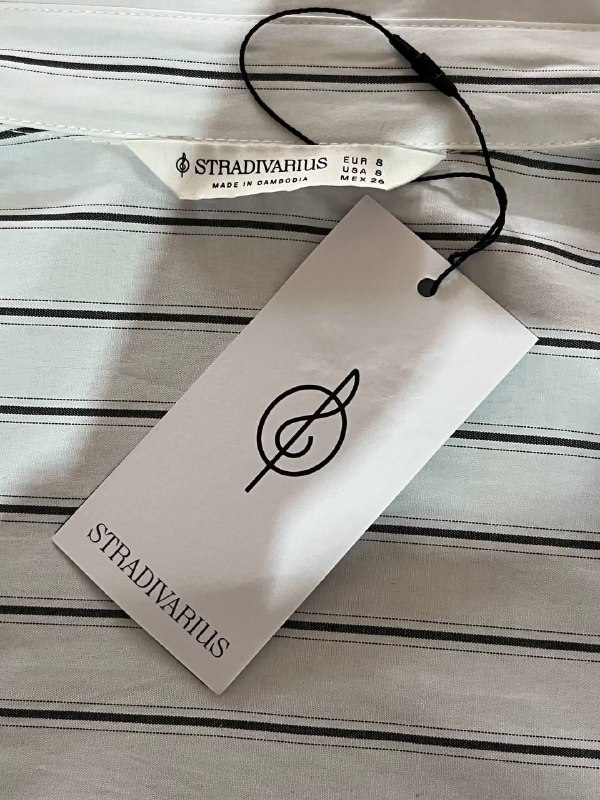 STRADIVARIUS
MADE IN CAMBODIA
EUR S
USA S
MEX 26
STRADIVARIUS